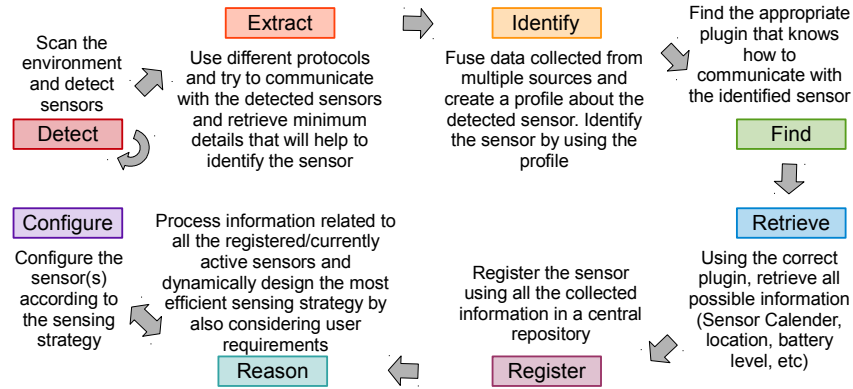 Scan the
environment
and detect
sensors
Detect
Extract
Use different protocols
and try to communicate
with the detected sensors
and retrieve minimum
details that will help to
identify the sensor
Identify
Fuse data collected from
multiple sources and
create a profile about the
detected sensor. Identify
the sensor by using the
profile
Find the appropriate
plugin that knows
how to
communicate with
the identified sensor
Find
Retrieve
Using the correct
plugin, retrieve all
possible information
(Sensor Calender,
location, battery
level, etc)
Register the sensor
using all the collected
information in a central
repository
Register
Process information related to
all the registered/currently
active sensors and
dynamically design the most
efficient sensing strategy by
also considering user
requirements
Reason
Configure
Configure the
sensor(s)
according to
the sensing
strategy